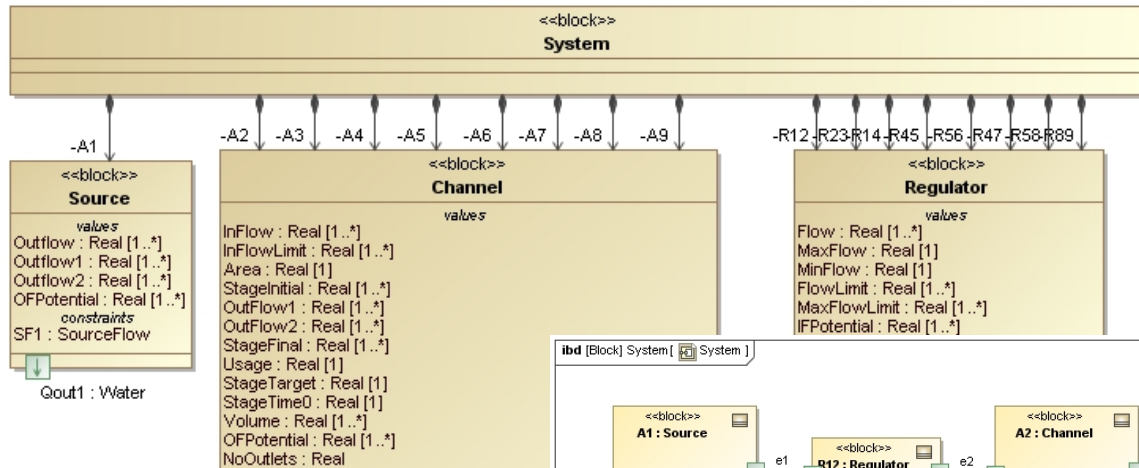 <<block>>
System
-A1
-A2
-A3
-A4
-A5
-A6
-A7
-A8
-A9
-R12
-R23
-R14
-R45
-R56
-R47
-R58
-R89
<<block>>
Source
values
Outflow : Real [1..*]
Outflow1 : Real [1..*]
Outflow2 : Real [1..*]
OFPotential : Real [1..*]
constraints
SF1 : SourceFlow
Qout1 : Water
<<block>>
Channel
values
InFlow : Real [1..*]
InFlowLimit : Real [1..*]
Area : Real [1]
StageInitial : Real [1..*]
OutFlow1 : Real [1..*]
OutFlow2 : Real [1..*]
StageFinal : Real [1..*]
Usage : Real [1]
StageTarget : Real [1]
StageTime0 : Real [1]
Volume : Real [1..*]
OFPotential : Real [1..*]
NoOutlets : Real
<<block>>
Regulator
values
Flow : Real [1..*]
MaxFlow : Real [1]
MinFlow : Real [1]
FlowLimit : Real [1..*]
MaxFlowLimit : Real [1..*]
IFPotential : Real [1..*]
ibd [Block] System [ System ]
<<block>>
A1 : Source
e1
<<block>>
R12 : Regulator
e2
<<block>>
A2 : Channel